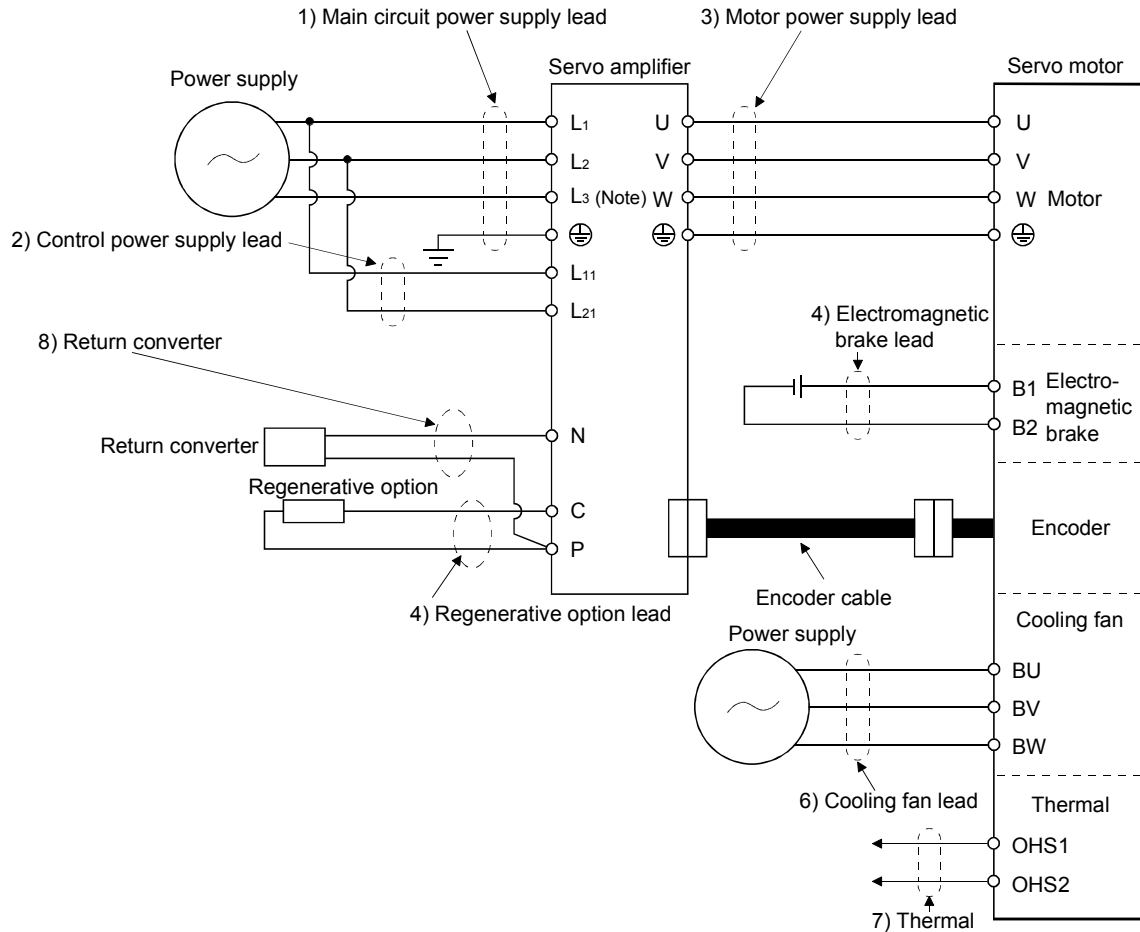 1) Main circuit power supply lead
3) Motor power supply lead
Power supply
Servo amplifier
Servo motor
L1
U
U
L2
V
V
L3 (Note) W
W Motor
2) Control power supply lead
L11
L21
4) Electromagnetic
brake lead
8) Return converter
B1 Electro-
magnetic
B2 brake
N
Return converter
Regenerative option
C
P
Encoder
4) Regenerative option lead
Encoder cable
Cooling fan
Power supply
BU
BV
BW
6) Cooling fan lead
Thermal
OHS1
OHS2
7) Thermal